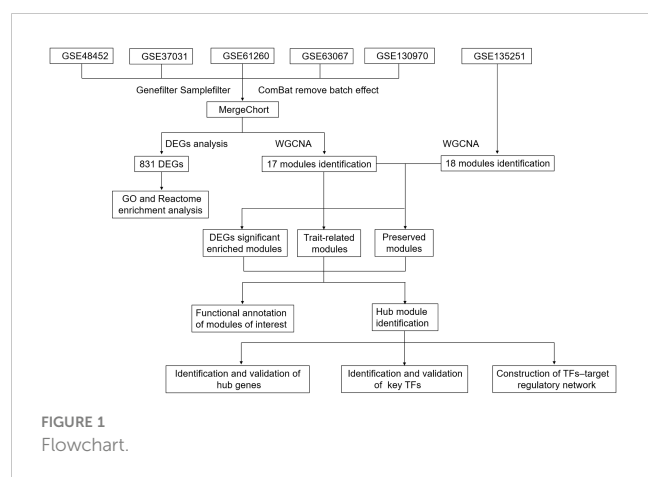 GSE48452
GSE37031
GSE61260
GSE63067
GSE130970
GSE135251
Genefilter Samplefilter
ComBat remove batch effect
MergeChort
DEGs analysis
WGCNA
WGCNA
831 DEGs
17 modules identification
18 modules identification
GO and Reactome
enrichment analysis
DEGs significant
enriched modules
Trait-related
modules
Preserved
modules
Functional annotation
of modules of interest
Hub module
identification
Identification and validation of
hub genes
Identification and validation
of key TFs
Construction of TFs–target
regulatory network
FIGURE 1
Flowchart.